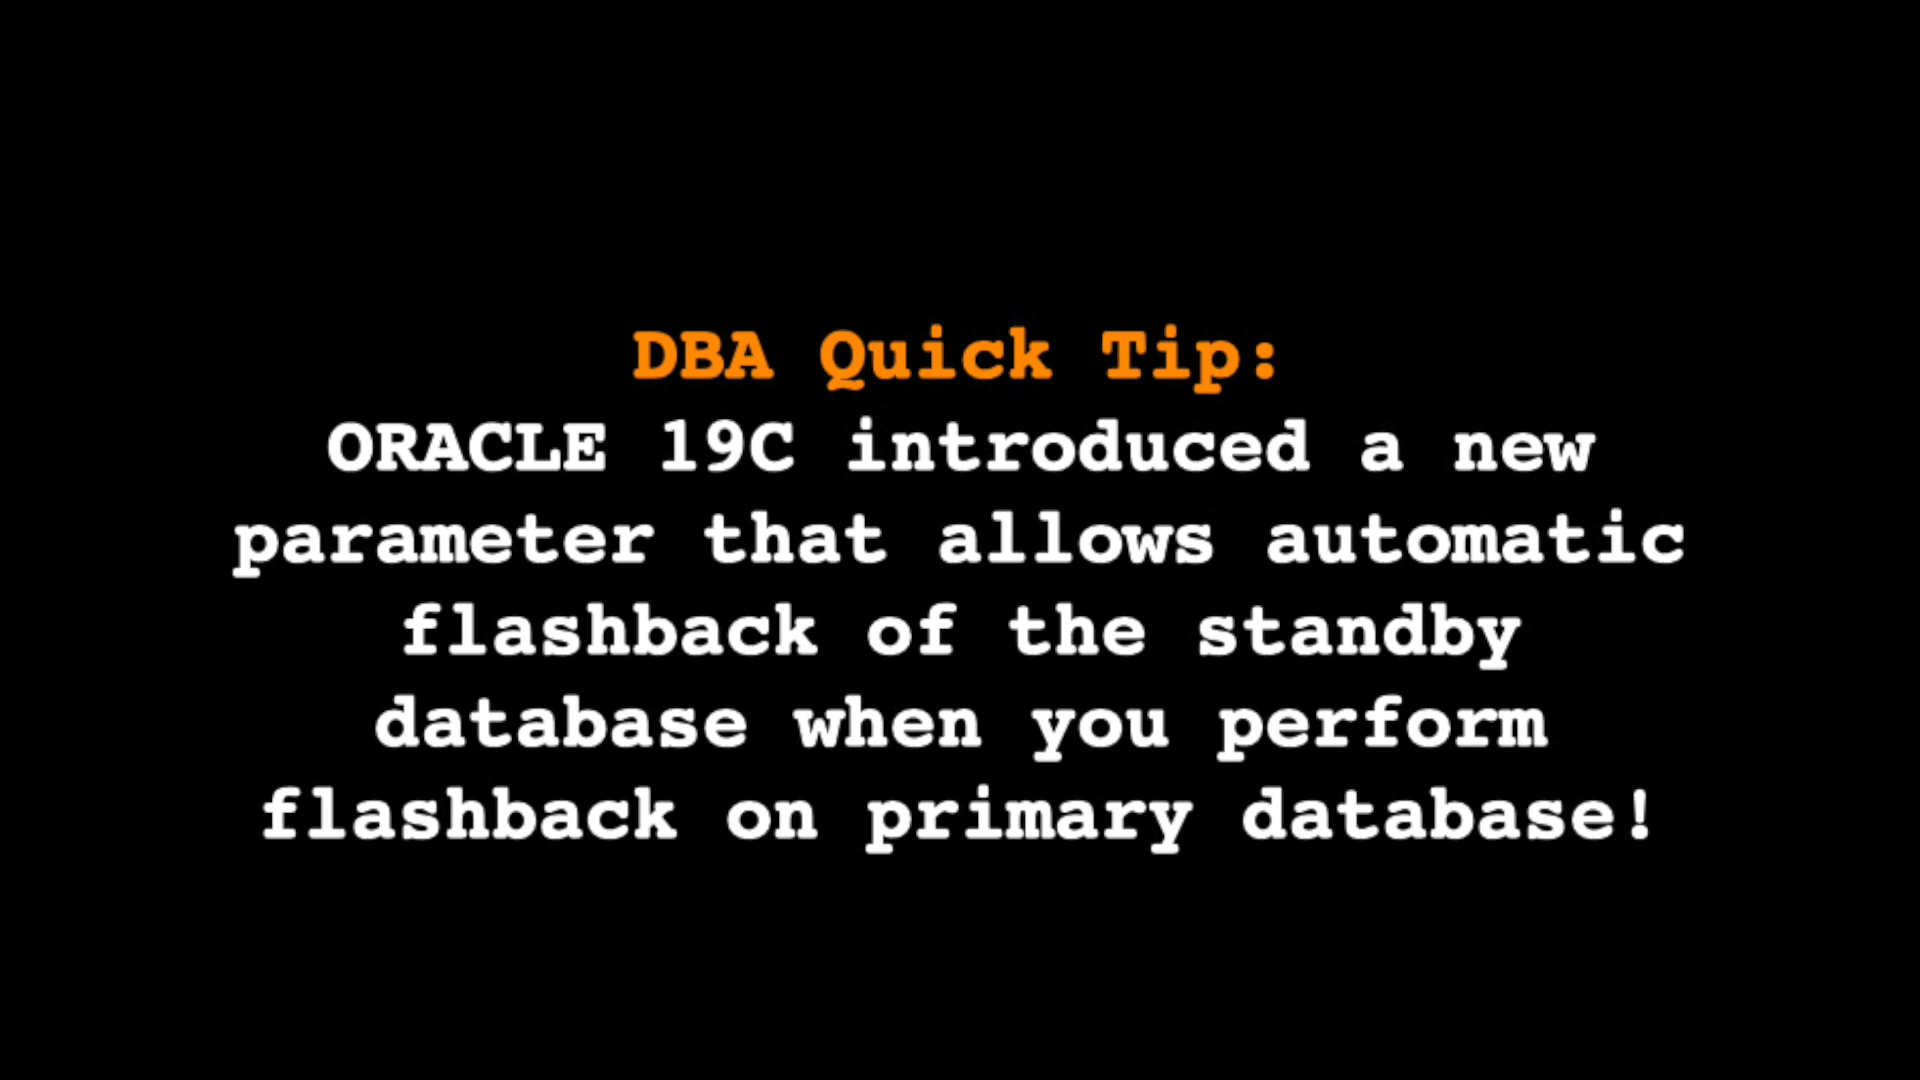 DBA Quick Tip:
ORACLE 19C introduced a new
parameter that allows automatic
flashback of the standby
database when you perform
flashback on primary database!